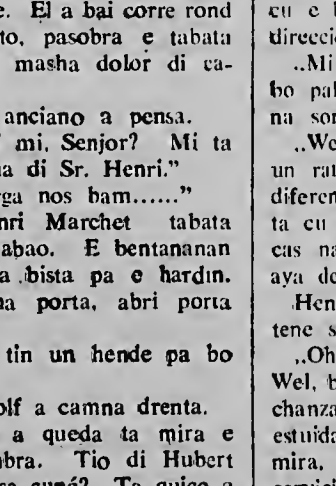 e. El a bai corre rond
to, pasobra e tabata
masha dolor di ca-
anciano a pensa.
mi, Senjor? Mi ta
a di Sr. Henri.”
rga nos bam......”
nri Marchet tabata
abao. E bentananan
a bista pa e hardin.
na porta, abri porta
tin un hende pa bo
olf a camna drenta.
a queda ta mira e
bra. Tio di Hubert
cu e
direcci
„Mi
bo pal
na sor
„We
un rat
diferen
ta cu
cas na
aya de
Hen
tene s
„Oh
Wel, b
chanza
estuida
mira,